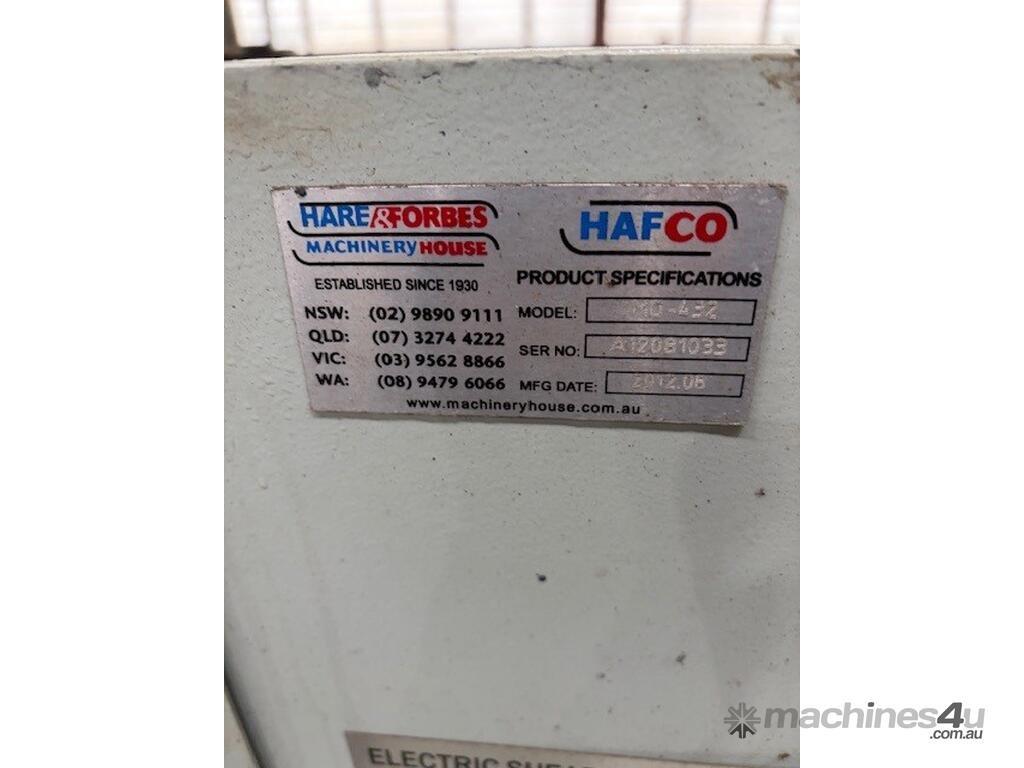 HARE & FORBES
MACHINERYHOUSE
ESTABLISHED SINCE 1930
NSW: (02) 9890 9111
QLD: (07) 3274 4222
VIC: (03) 9562 8866
WA: (08) 9479 6066
HAFCO
PRODUCT SPECIFICATIONS
MODEL:
SER NO: A12081033
MFG DATE: 2012.06
www.machineryhouse.com.au
ELECTRIC
machines4u
.com.au